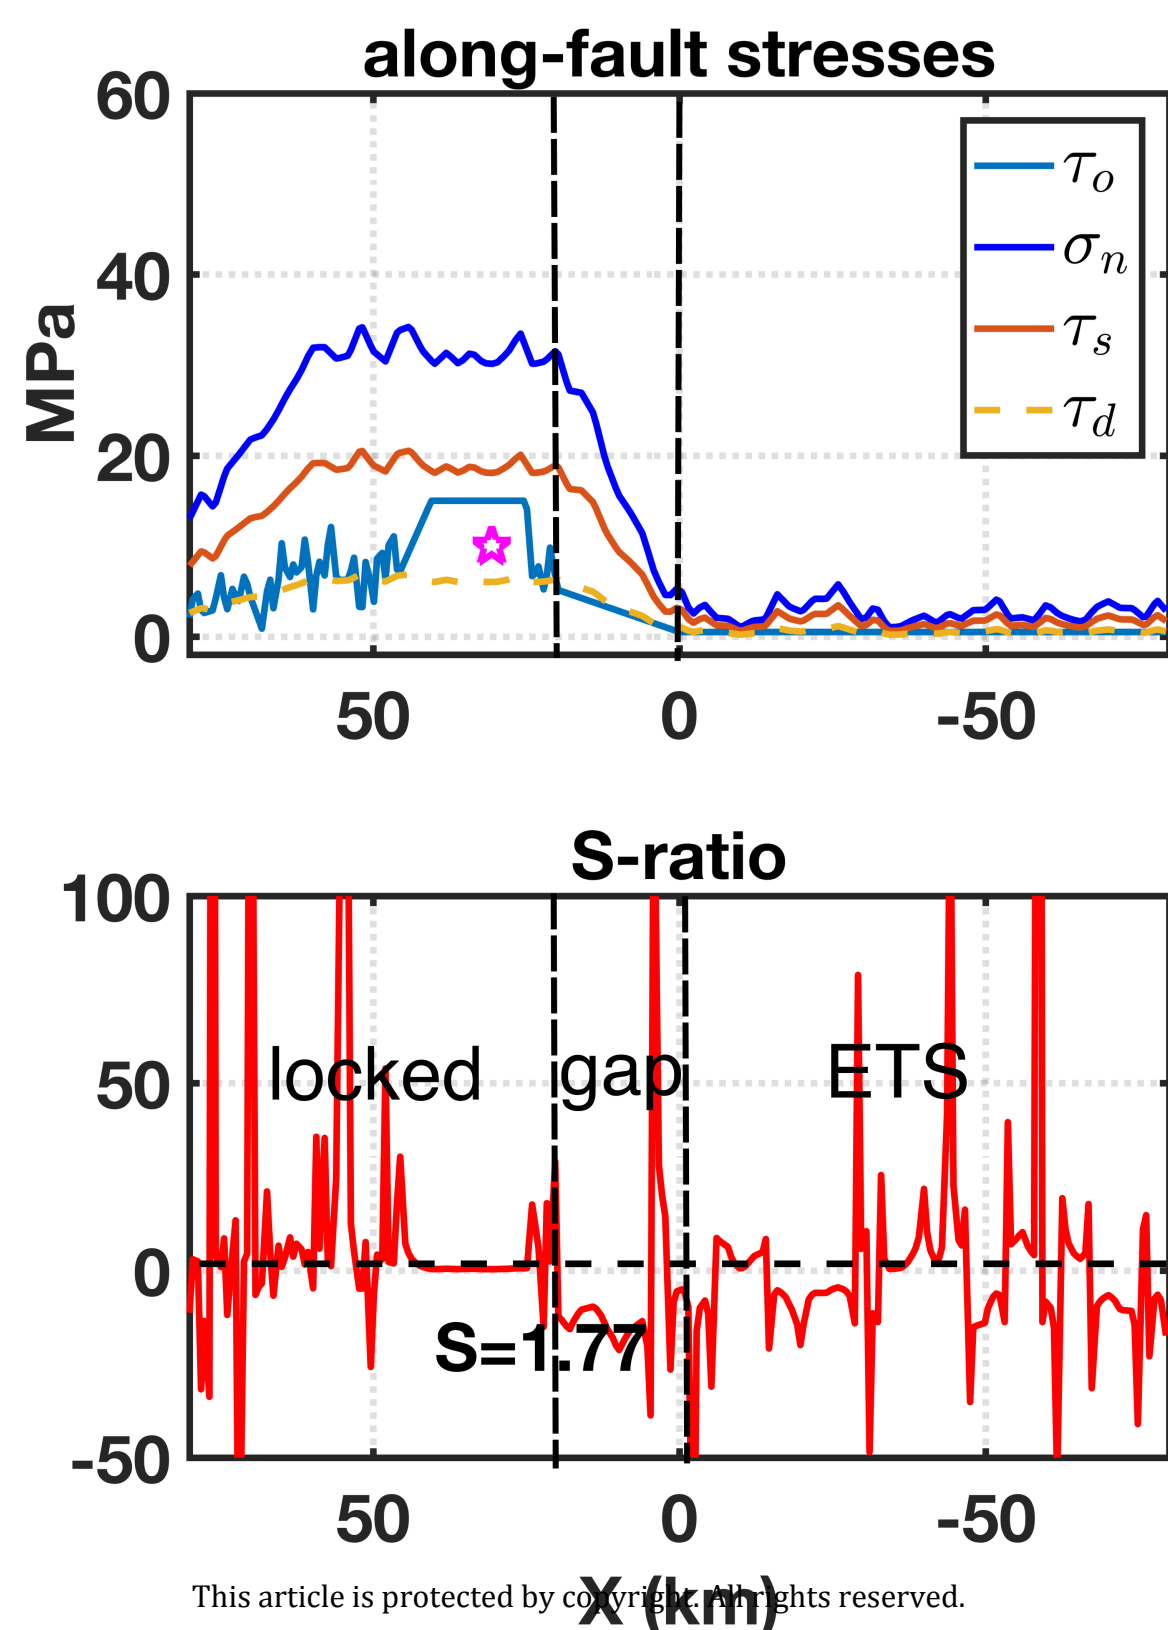 along-fault stresses
60
40
20
0
MPa
τo
σn
τs
τd
50 0 -50
S-ratio
100
50
0
-50
locked gap ETS
S=1.77
50 0 -50
X (km)
This article is protected by copyright. All rights reserved.